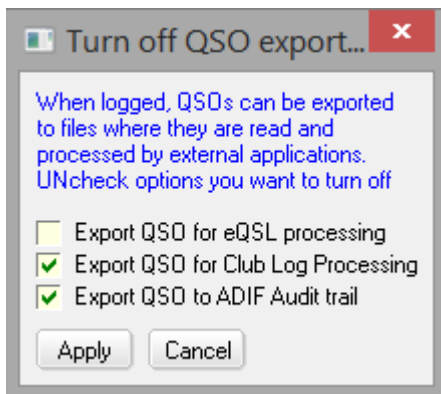 Turn off QSO export...
When logged, QSOs can be exported
to files where they are read and
processed by external applications.
UNcheck options you want to turn off
Export QSO for eQSL processing
Export QSO for Club Log Processing
Export QSO to ADIF Audit trail
Apply Cancel